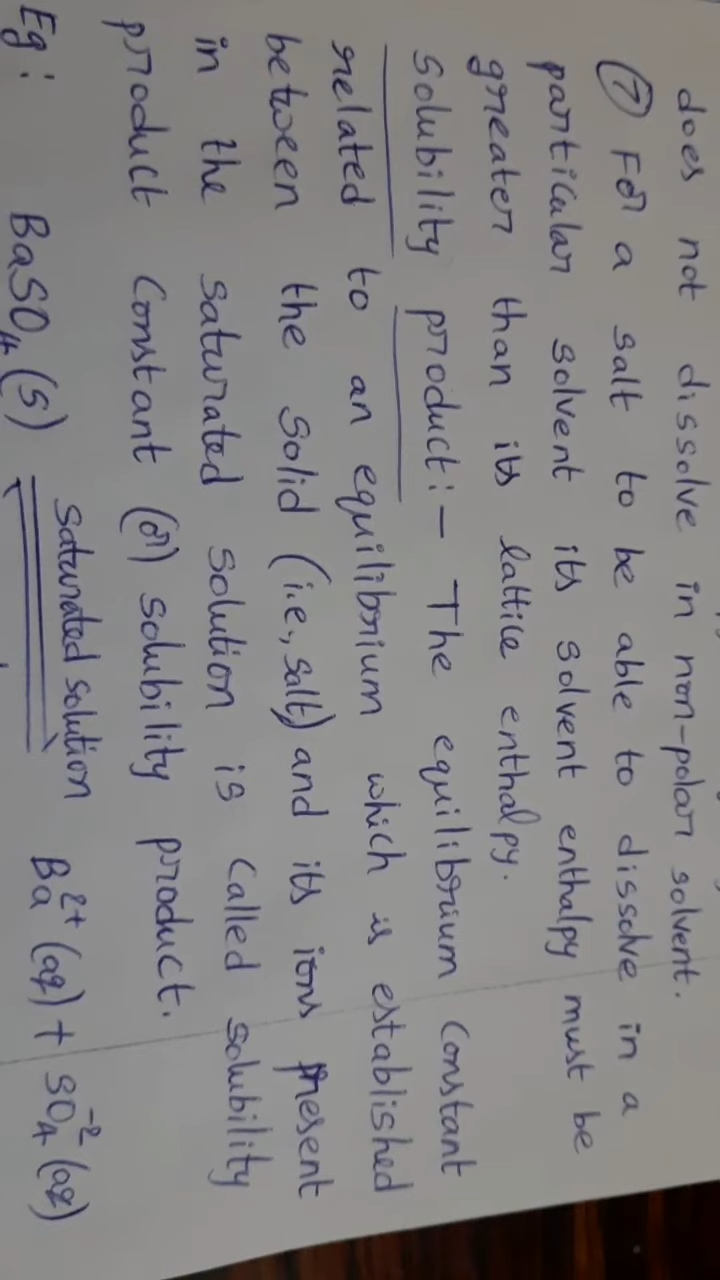 does not dissolve in non-polar solvent.
⑦ For a salt to be able to dissolve in a
particular solvent its solvent enthalpy must be
greater than its lattice enthalpy.
Solubility product:- The equilibrium constant
related to an equilibrium which is established
between the solid (i.e., salt) and its ions present
in the saturated solution is called solubility
product constant (or) solubility product.
Saturated solution
Eg: BaSO₄(s) ⇌ Ba²⁺(aq) + SO₄⁻²(aq)